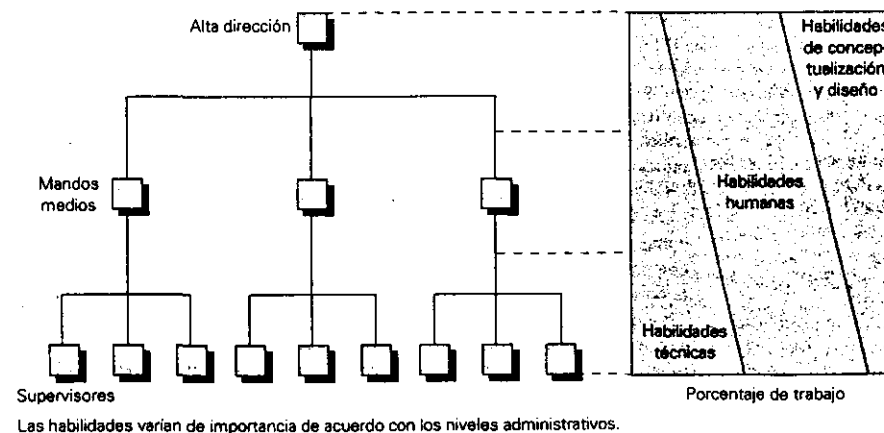 Alta dirección
Habilidades
de concep-
tualización
y diseño
Mandos
medios
Habilidades
humanas
Habilidades
técnicas
Supervisores
Porcentaje de trabajo
Las habilidades varían de importancia de acuerdo con los niveles administrativos.